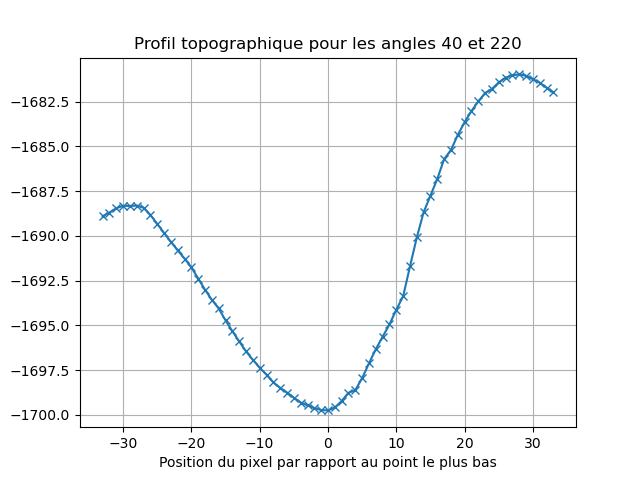 Profil topographique pour les angles 40 et 220
−1682.5
−1685.0
−1687.5
−1690.0
−1692.5
−1695.0
−1697.5
−1700.0
−30 −20 −10 0 10 20 30
Position du pixel par rapport au point le plus bas